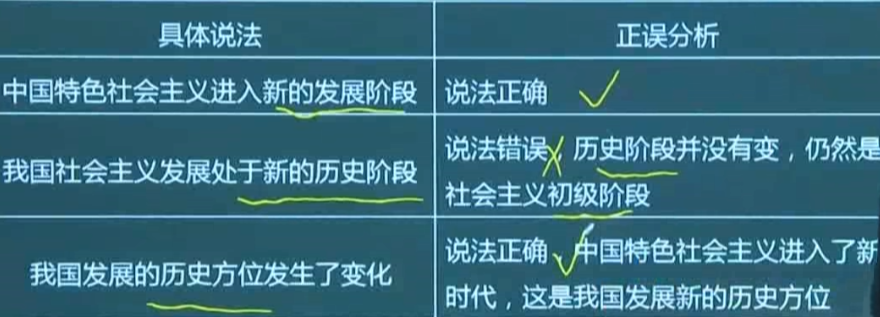 具体说法
正误分析
中国特色社会主义进入新的发展阶段
说法正确
我国社会主义发展处于新的历史阶段
说法错误，历史阶段并没有变，仍然是
社会主义初级阶段
我国发展的历史方位发生了变化
说法正确，中国特色社会主义进入了新
时代，这是我国发展新的历史方位